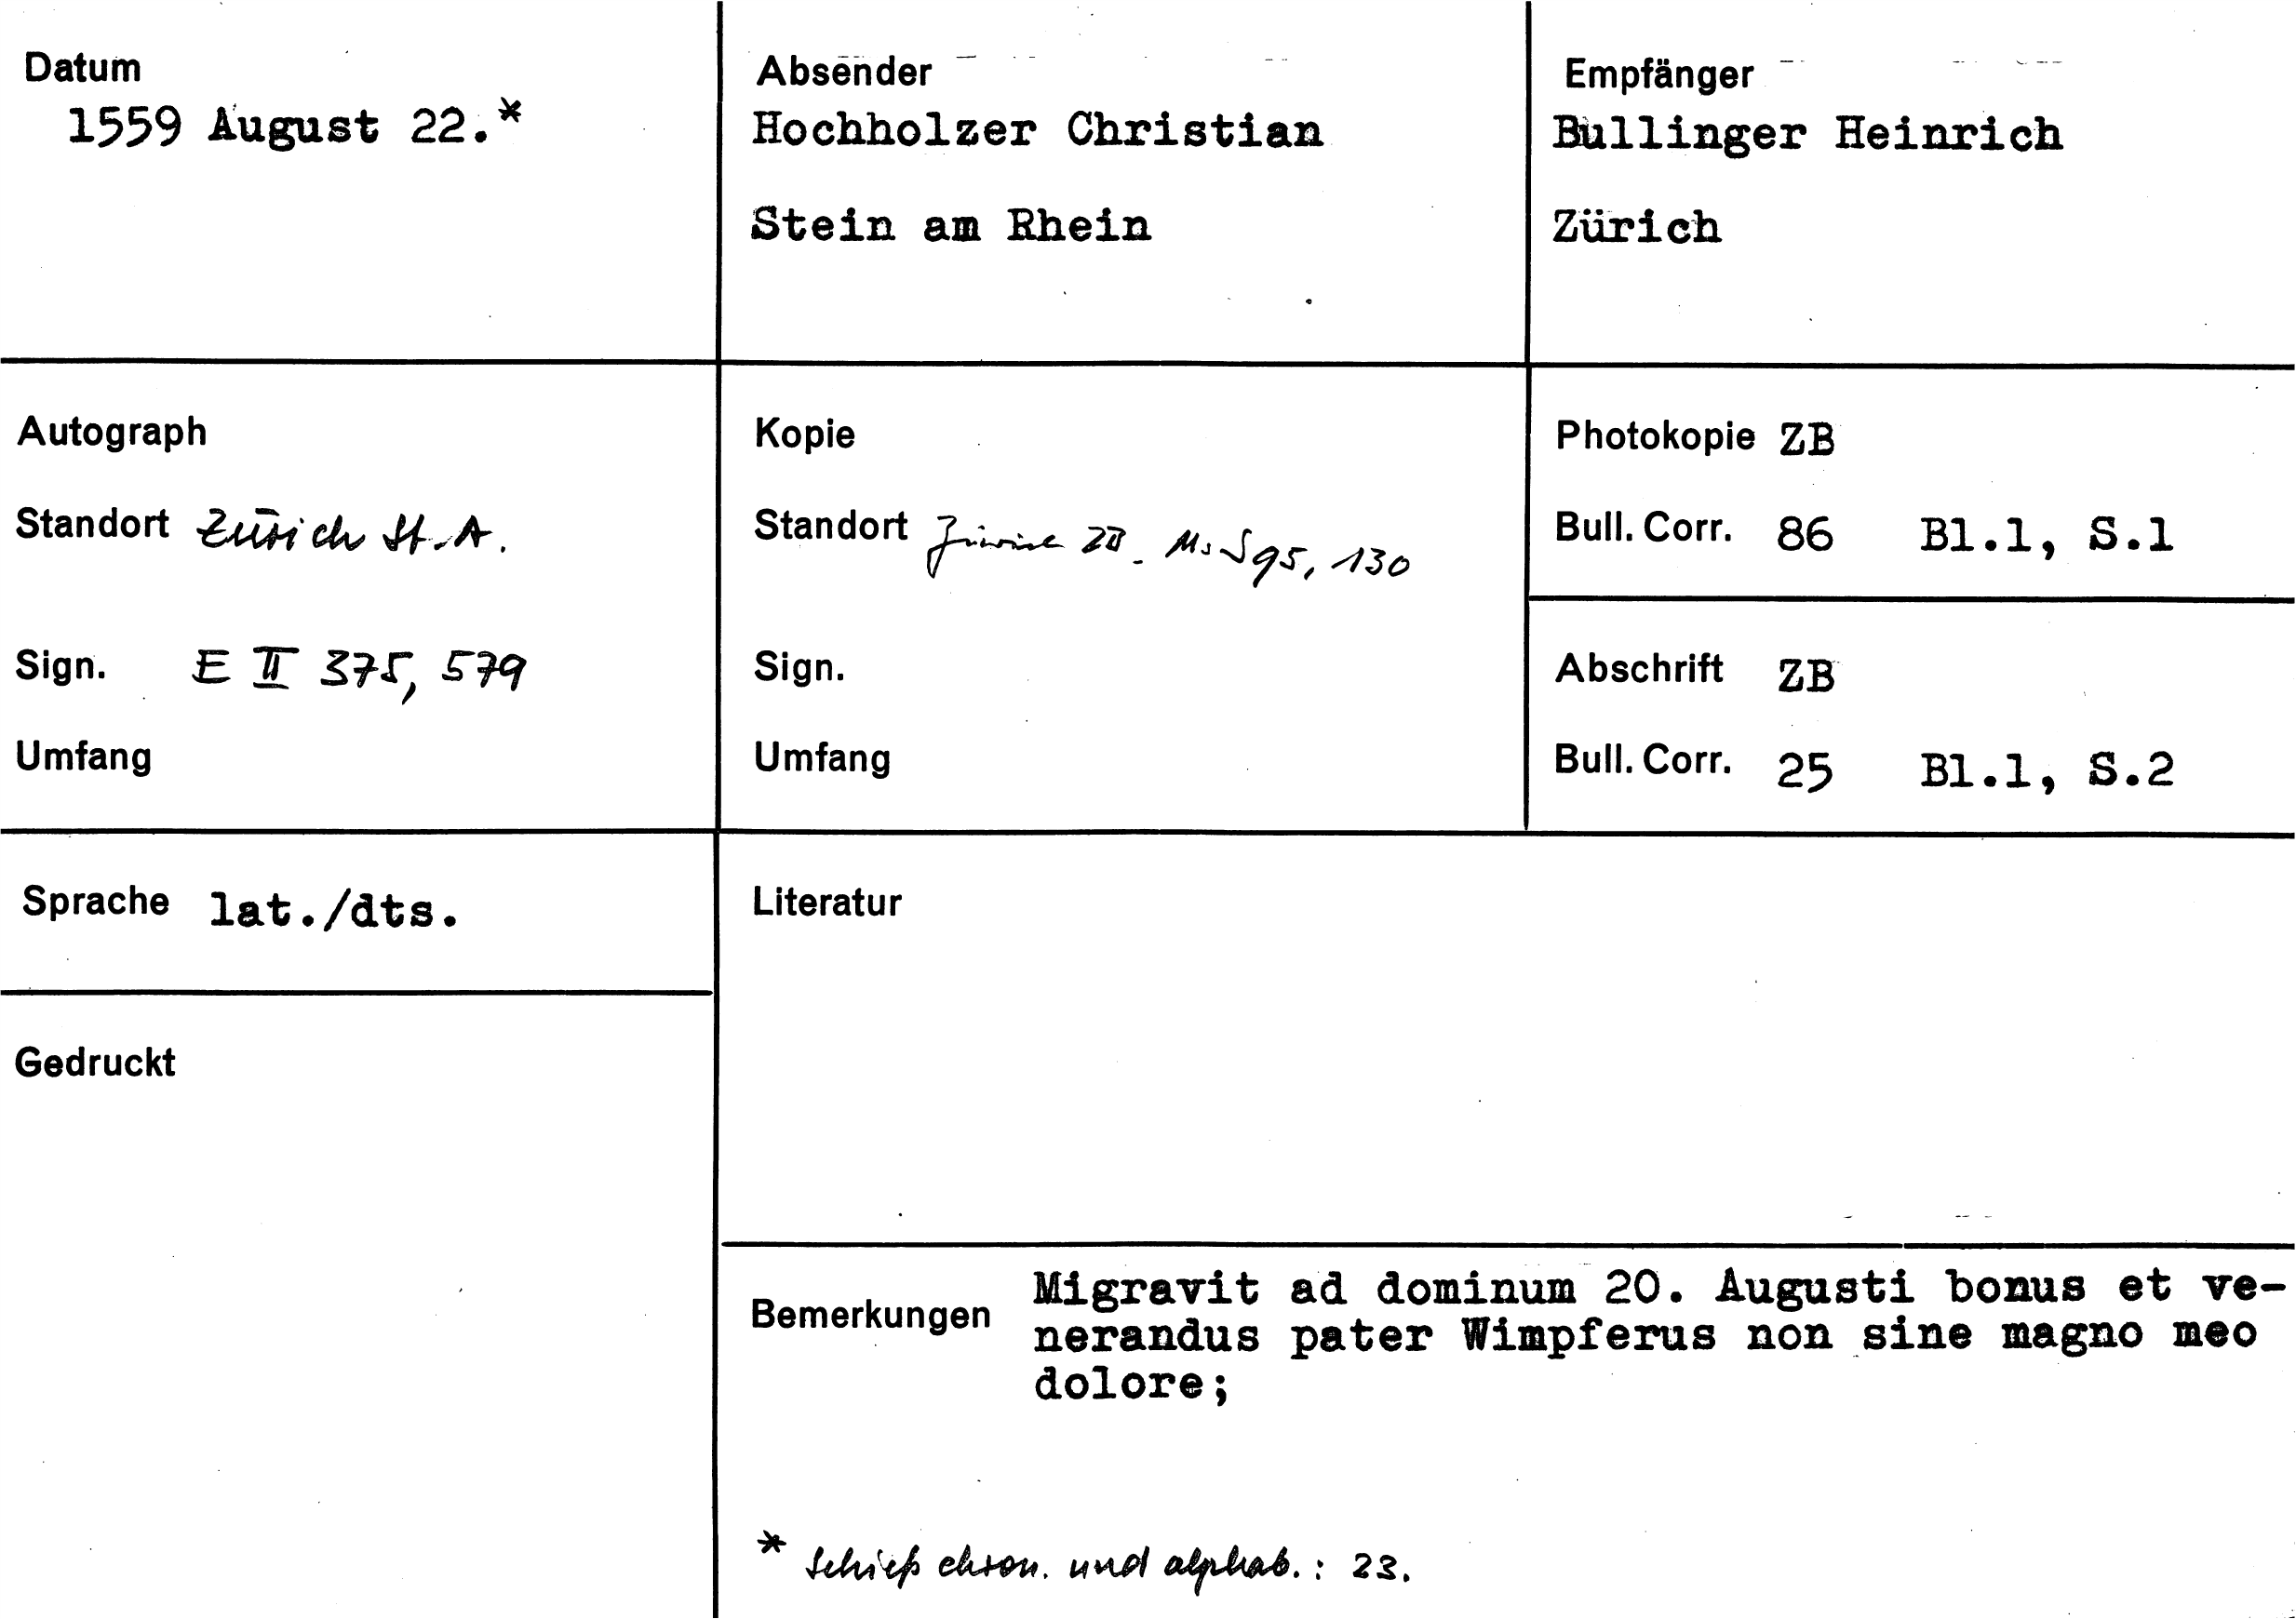 Datum
1559 August 22.*
Absender
Hochholzer Christian
Stein am Rhein
Empfänger
Bullinger Heinrich
Zürich
Autograph
Standort Zürich St.A.
Sign. E II 375, 579
Umfang
Kopie
Standort Zürich ZB. Ms S 95, 130
Sign.
Umfang
Photokopie ZB
Bull. Corr. 86 Bl.1, S.1
Abschrift ZB
Bull. Corr. 25 Bl.1, S.2
Sprache lat./dts.
Gedruckt
Literatur
Bemerkungen Migravit ad dominum 20. Augusti bonus et ve-
nerandus pater Wimpferus non sine magno meo
dolore;
* Schieß chron. und alphab.: 23.